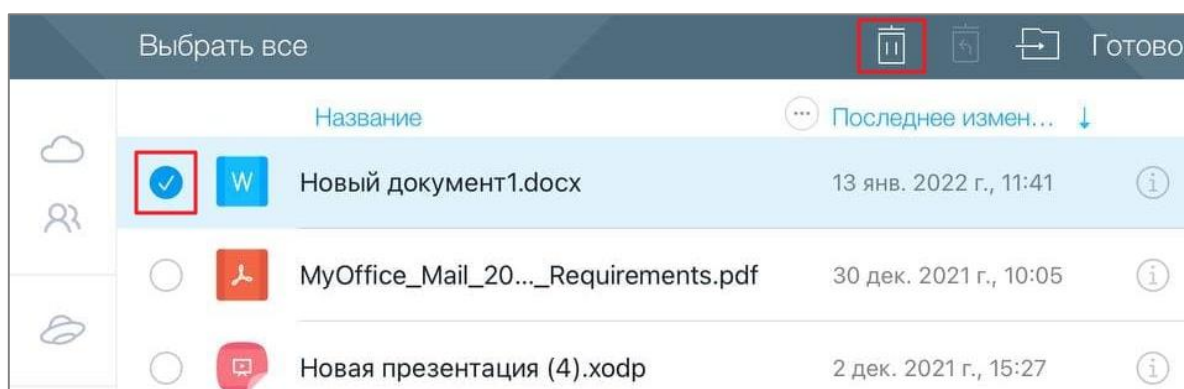 Выбрать все Готово
Название Последнее измен... ↓
W Новый документ1.docx 13 янв. 2022 г., 11:41
MyOffice_Mail_20..._Requirements.pdf 30 дек. 2021 г., 10:05
Новая презентация (4).xodp 2 дек. 2021 г., 15:27